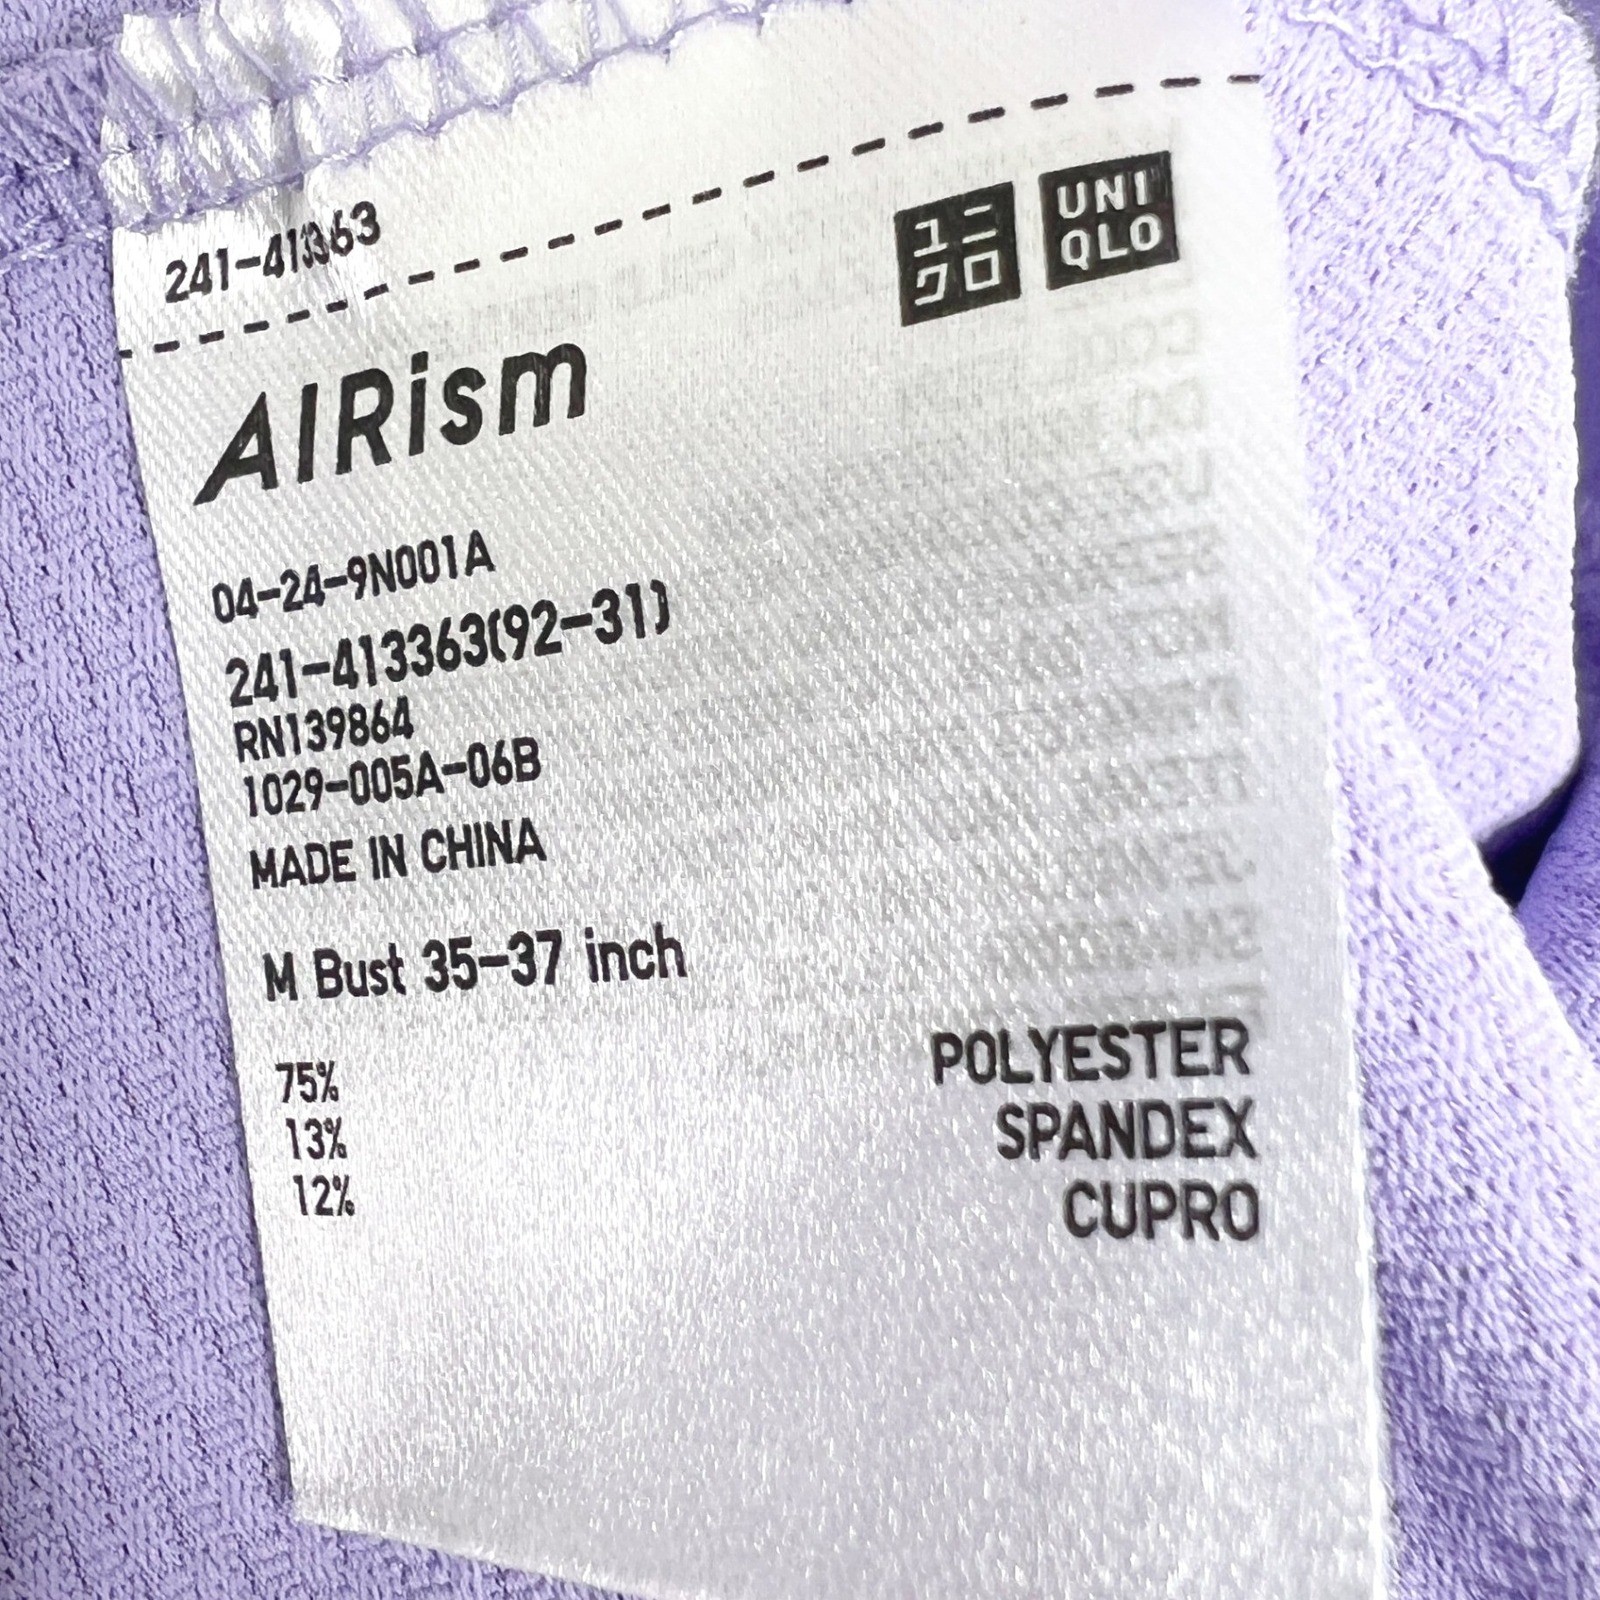 241-413363
ユニ
クロ
UNI
QLO
AIRism
04-24-9N001A
241-413363(92-31)
RN139864
1029-005A-06B
MADE IN CHINA
M Bust 35-37 inch
75% POLYESTER
13% SPANDEX
12% CUPRO